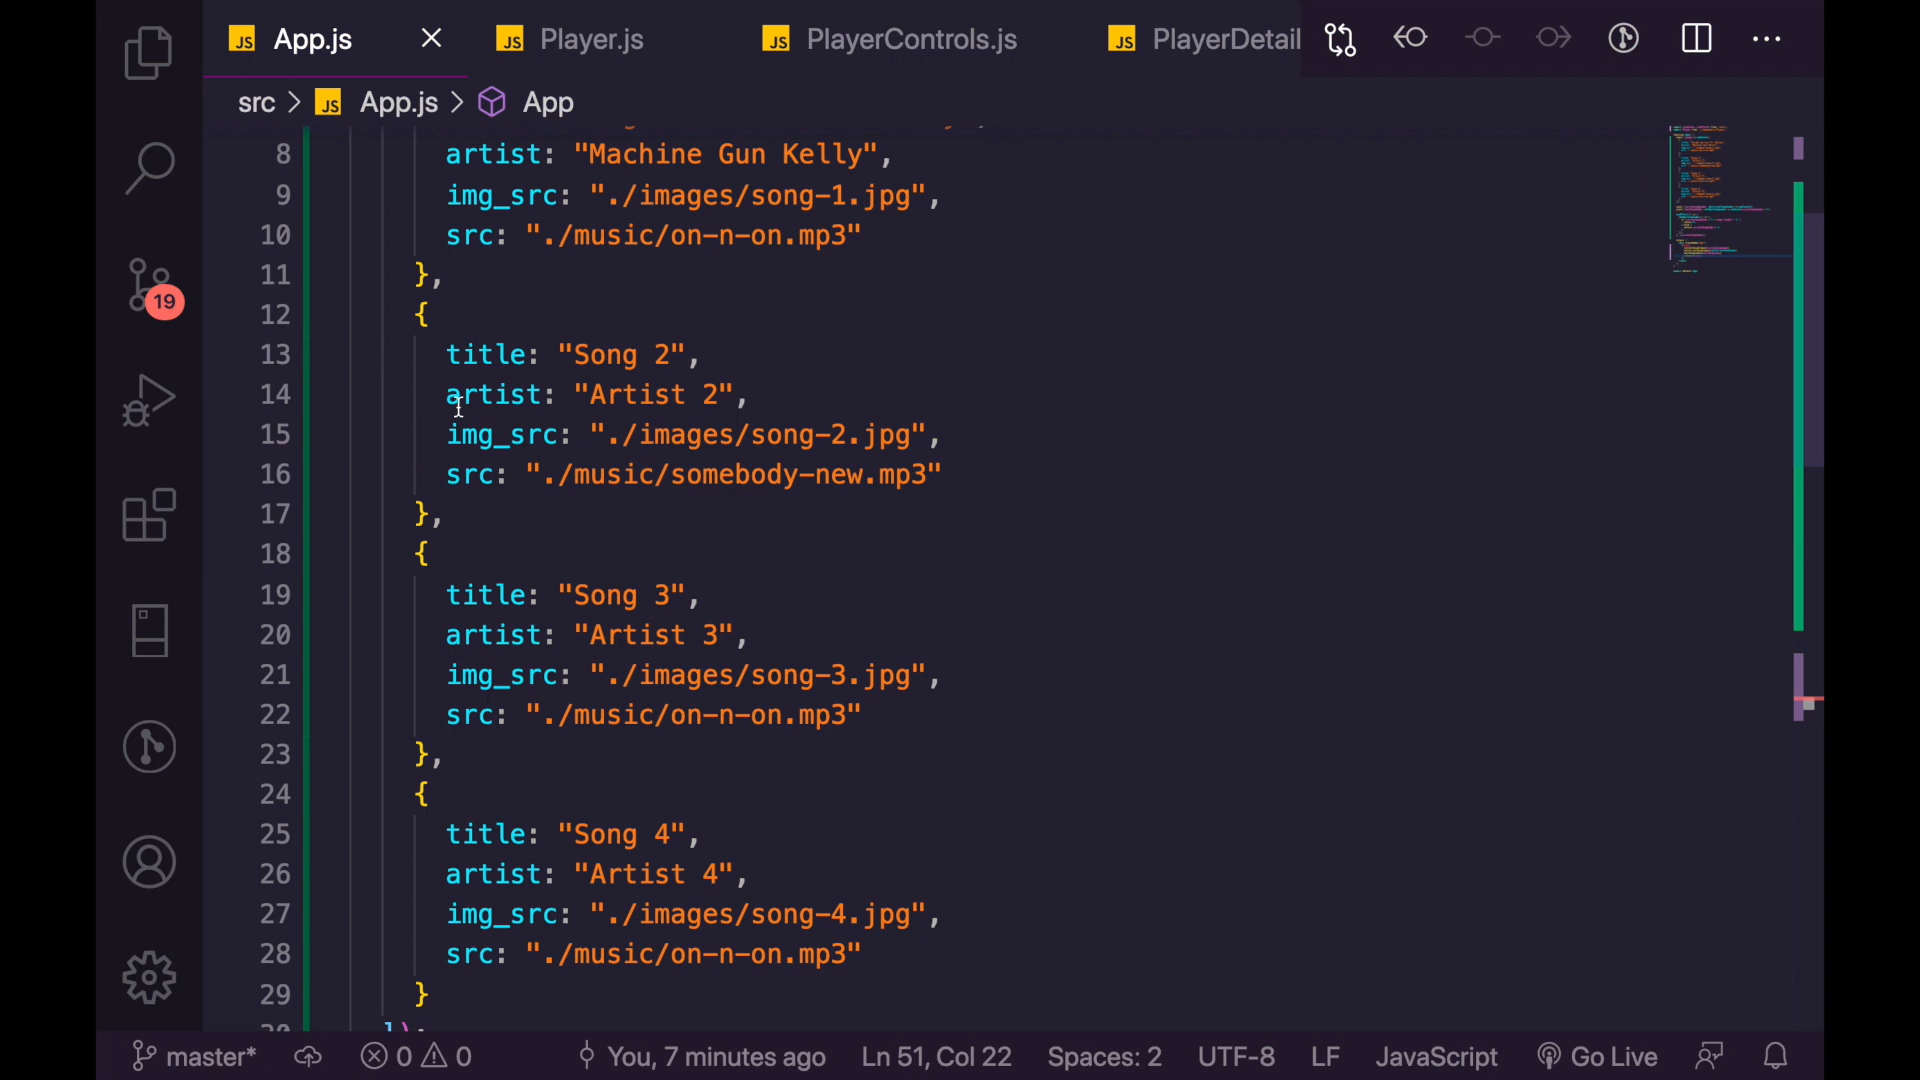 JS App.js JS Player.js JS PlayerControls.js JS PlayerDetail
src > JS App.js > App
8 artist: "Machine Gun Kelly",
9 img_src: "./images/song-1.jpg",
10 src: "./music/on-n-on.mp3"
11 },
12 {
13 title: "Song 2",
14 artist: "Artist 2",
15 img_src: "./images/song-2.jpg",
16 src: "./music/somebody-new.mp3"
17 },
18 {
19 title: "Song 3",
20 artist: "Artist 3",
21 img_src: "./images/song-3.jpg",
22 src: "./music/on-n-on.mp3"
23 },
24 {
25 title: "Song 4",
26 artist: "Artist 4",
27 img_src: "./images/song-4.jpg",
28 src: "./music/on-n-on.mp3"
29 }
19
master* 0 0 You, 7 minutes ago Ln 51, Col 22 Spaces: 2 UTF-8 LF JavaScript Go Live